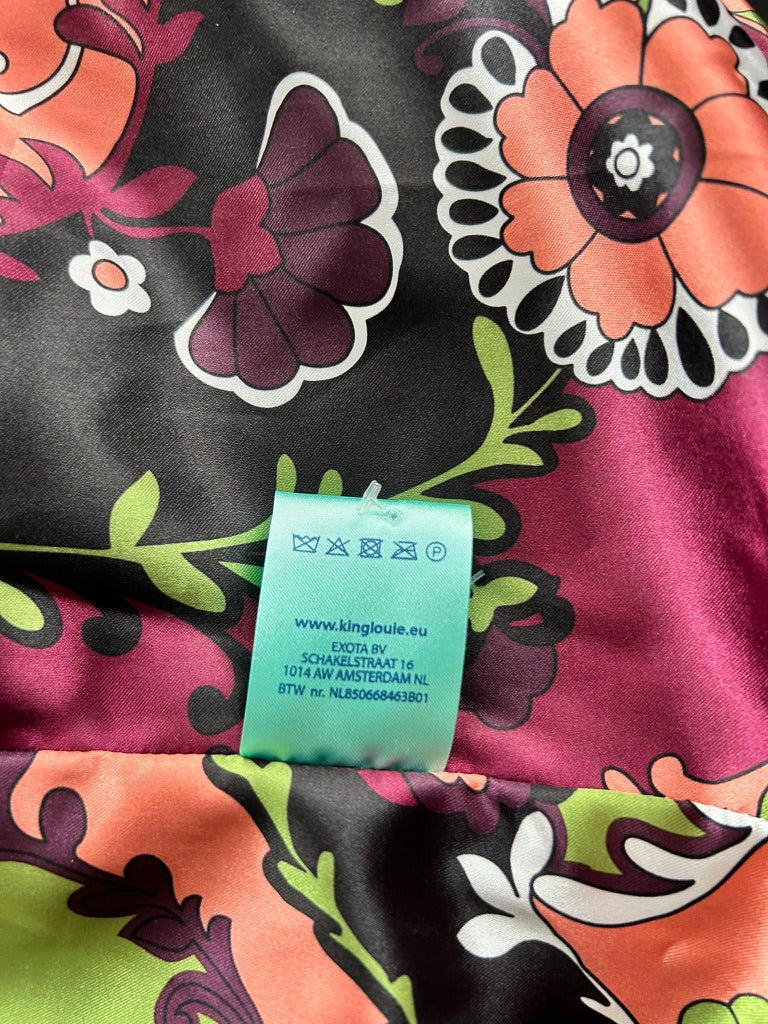 P
www.kinglouie.eu
EXOTA BV
SCHAKELSTRAAT 16
1014 AW AMSTERDAM NL
BTW nr. NL850668463B01